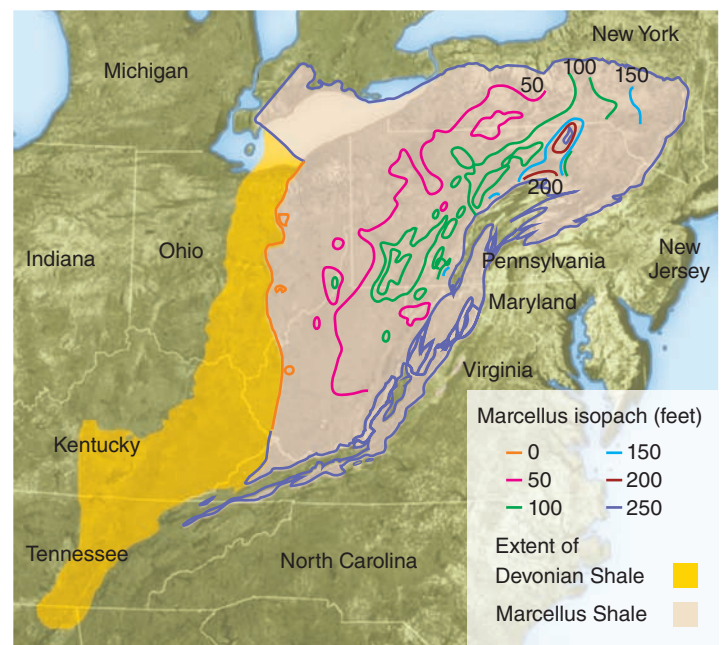 New York
Michigan
50
100
150
200
Indiana
Ohio
Pennsylvania
New
Jersey
Maryland
Virginia
Kentucky
Tennessee
North Carolina
Marcellus isopach (feet)
0
150
50
200
100
250
Extent of
Devonian Shale
Marcellus Shale